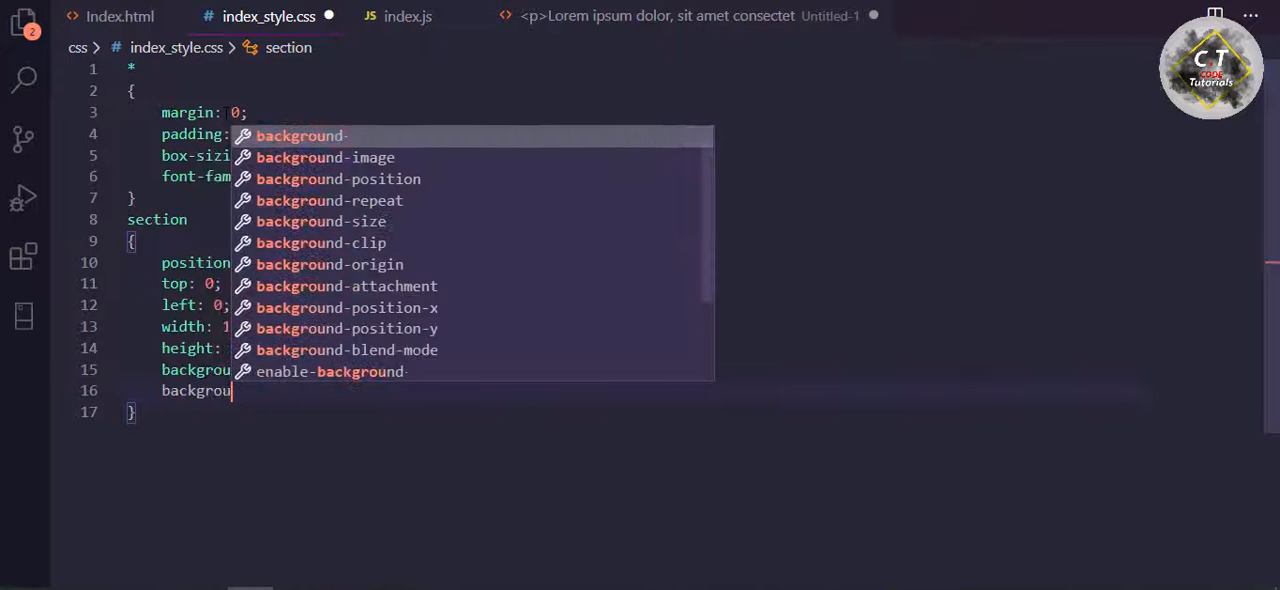 Index.html # index_style.css JS index.js <p>Lorem ipsum dolor, sit amet consectetet Untitled-1
2
C.T
CODE
Tutorials
css > # index_style.css > section
1 *
2 {
3 margin: 0;
4 padding:
5 box-sizi
6 font-fam
7 }
8 section
9 {
10 position
11 top: 0;
12 left: 0;
13 width: 1
14 height:
15 backgrou
16 backgrou
17 }
background
background-image
background-position
background-repeat
background-size
background-clip
background-origin
background-attachment
background-position-x
background-position-y
background-blend-mode
enable-background